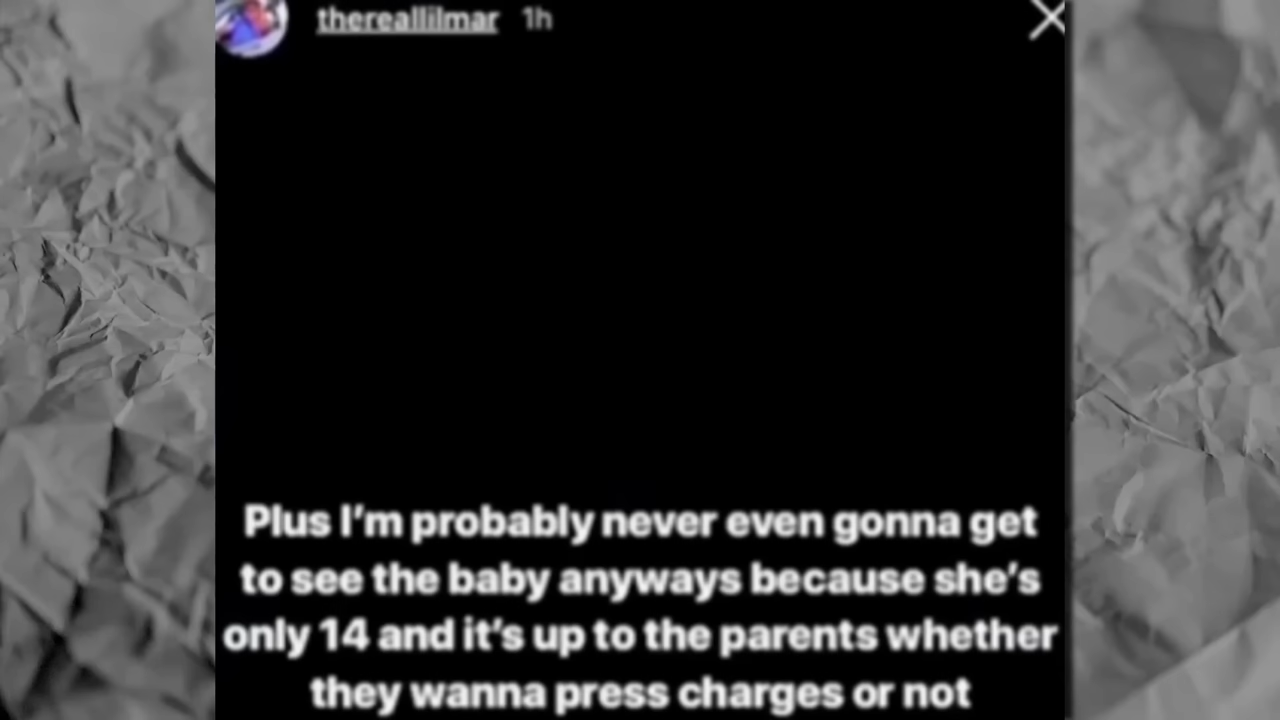 thereallilmar 1h
Plus I'm probably never even gonna get
to see the baby anyways because she's
only 14 and it's up to the parents whether
they wanna press charges or not